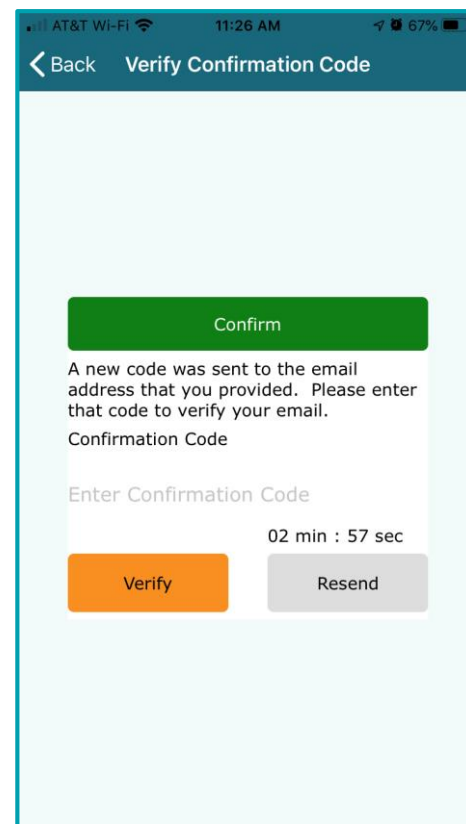 AT&T Wi-Fi 11:26 AM 67%
Back Verify Confirmation Code
Confirm
A new code was sent to the email
address that you provided. Please enter
that code to verify your email.
Confirmation Code
Enter Confirmation Code
02 min : 57 sec
Verify Resend